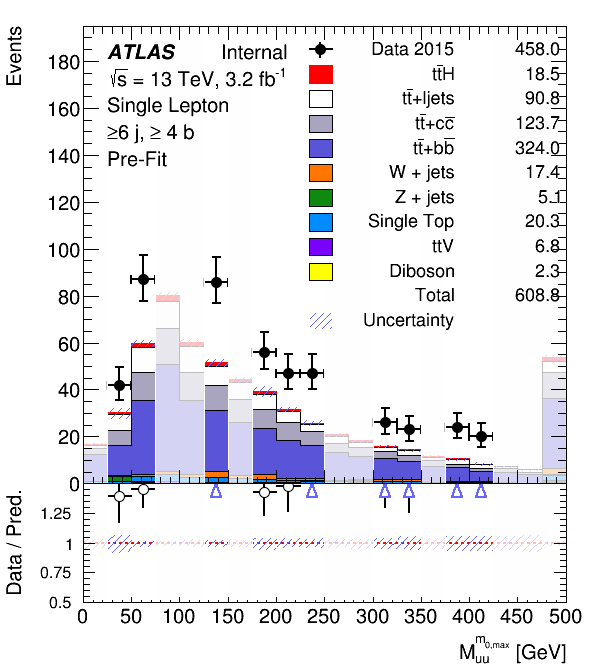 Events
ATLAS Internal
√s = 13 TeV, 3.2 fb⁻¹
Single Lepton
≥6 j, ≥ 4 b
Pre-Fit
Data 2015 458.0
tt̄H 18.5
tt̄+ljets 90.8
tt̄+cc̄ 123.7
tt̄+bb̄ 324.0
W + jets 17.4
Z + jets 5.1
Single Top 20.3
ttV 6.8
Diboson 2.3
Total 608.8
Uncertainty
180
160
140
120
100
80
60
40
20
0
Data / Pred.
1.25
1
0.75
0.5
0 50 100 150 200 250 300 350 400 450 500
M_uu^m_0,max [GeV]